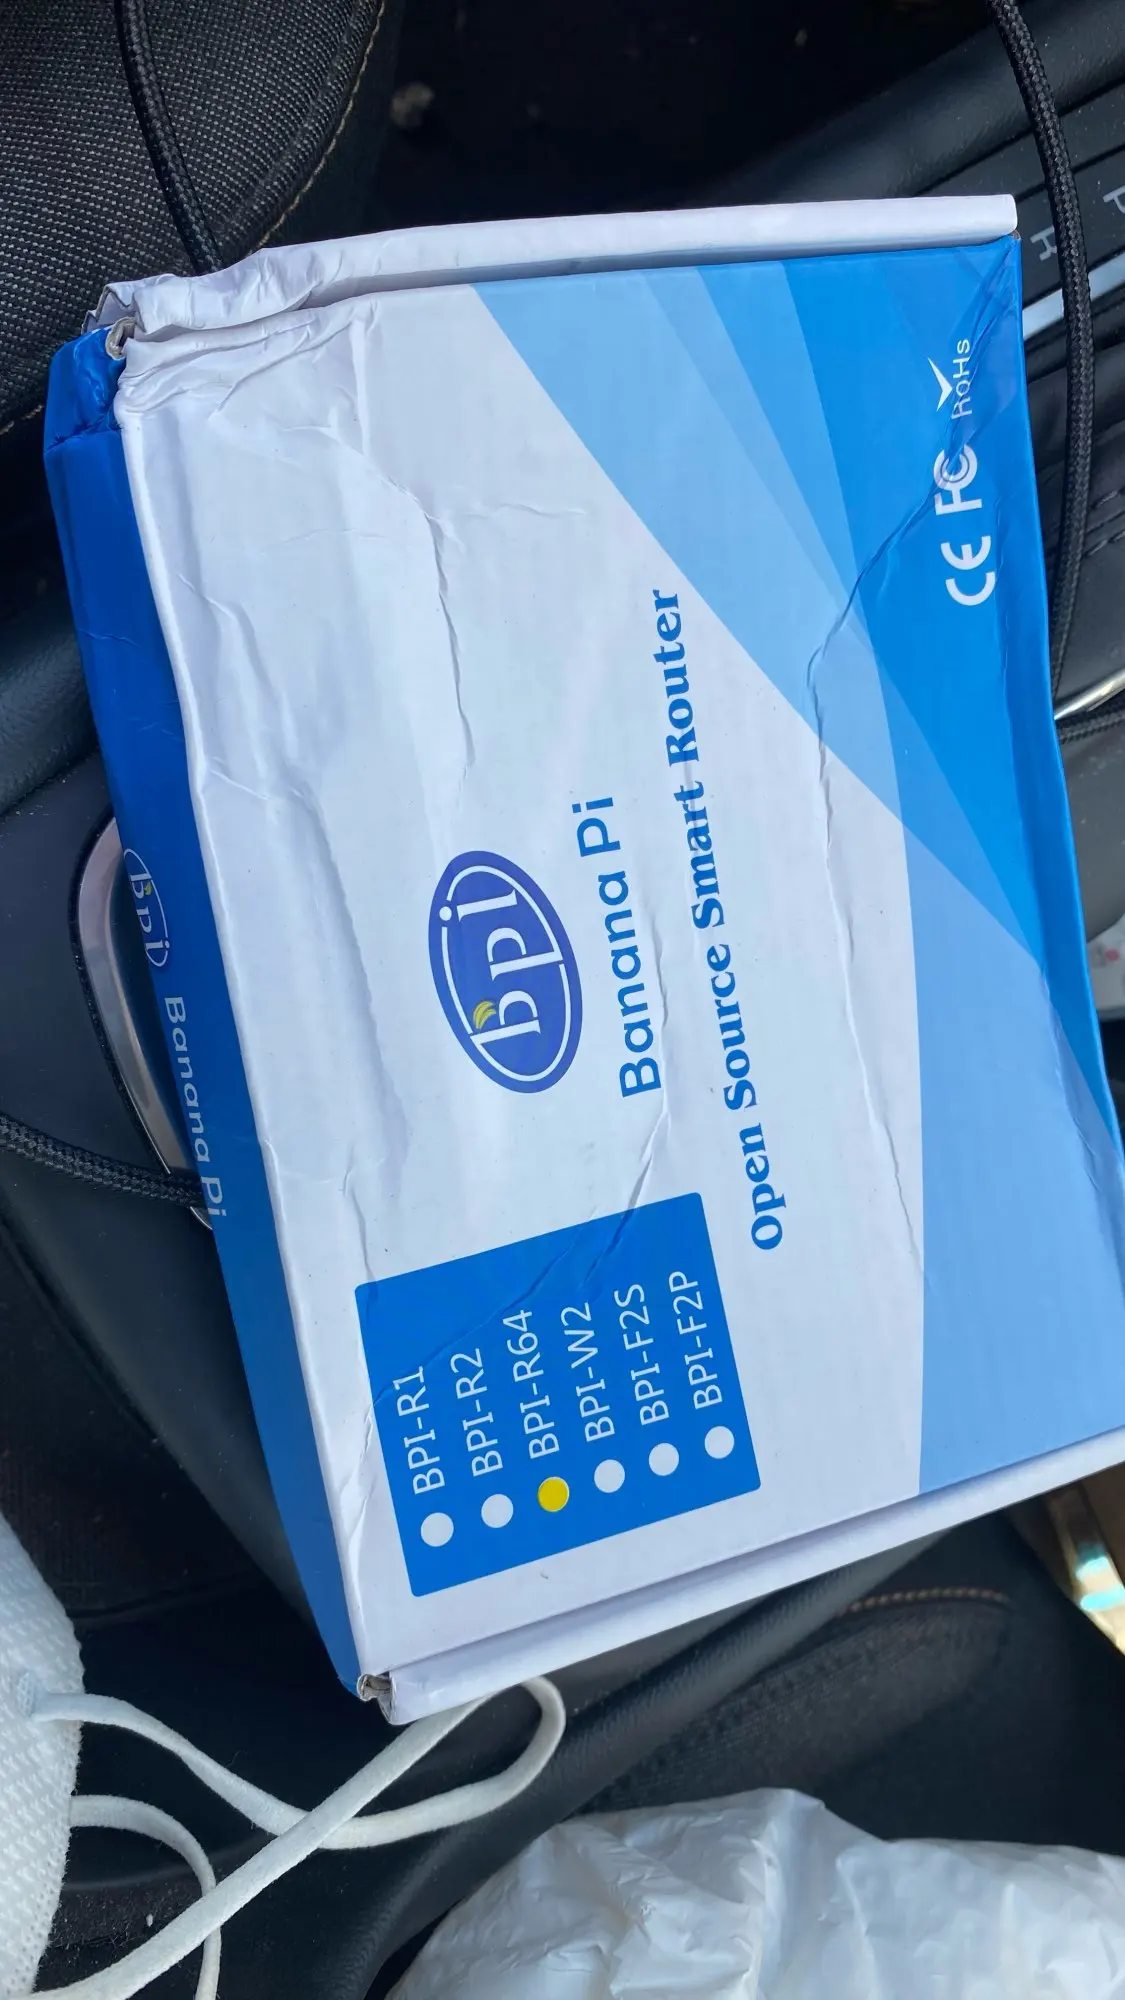 bpi
Banana Pi
Open Source Smart Router
BPI-R1
BPI-R2
BPI-R64
BPI-W2
BPI-F2S
BPI-F2P
CE FC RoHS
bpi Banana Pi
R
P